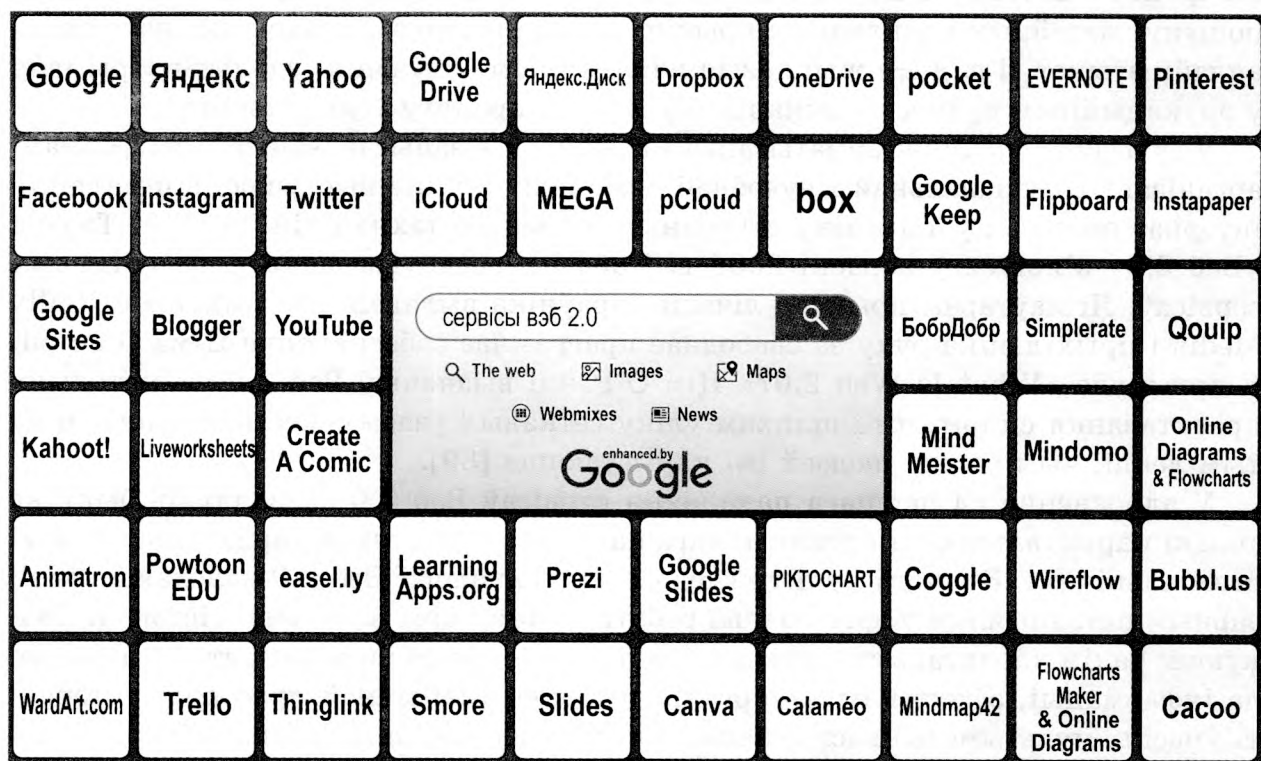 Google Яндекс Yahoo Google Drive Яндекс.Диск Dropbox OneDriVe pocket EVERNOTE Pinterest
Facebook Instagram Twitter iCloud MEGA pCloud box Google Keep Flipboard Instapaper
Google Sites Blogger YouTube
сервісы вэб 2.0
The web Images Maps
БобрДобр Simplerate Qouip
Kahoot! Liveworksheets Create A Comic
Webmixes News
enhanced by
Google
Mind Meister Mindomo Online Diagrams & Flowcharts
Animatron Powtoon EDU easel.ly Learning Apps.org Prezi Google Slides PIKTOCHART Coggle Wireflow Bubbl.us
WardArt.com Trello Thinglink Smore Slides Canva Calaméo Mindmap42 Flowcharts Maker & Online Diagrams Cacoo